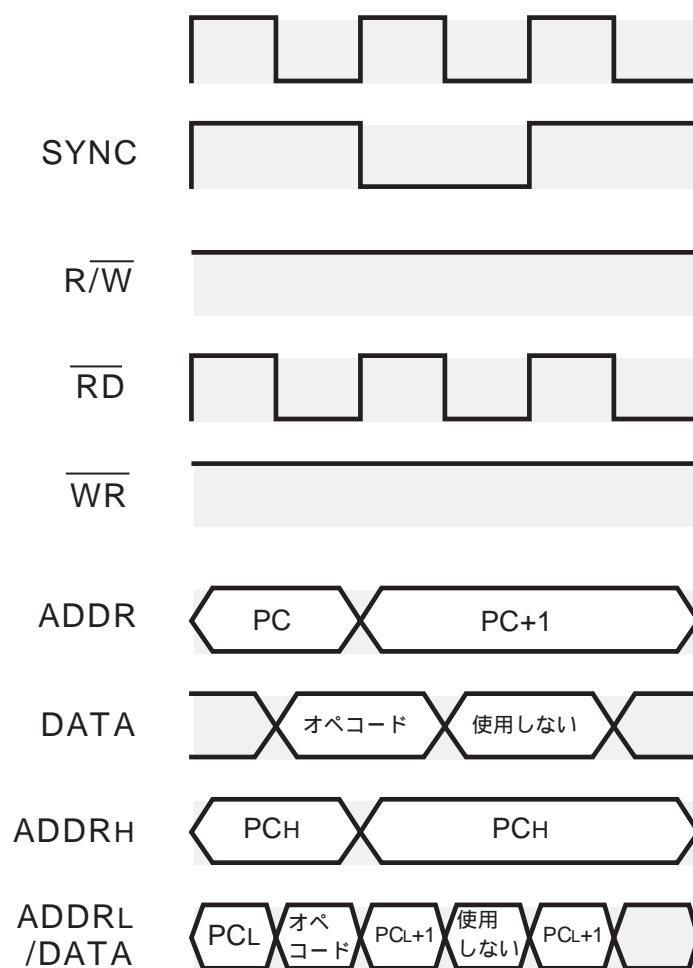 SYNC
R/W
RD
WR
ADDR
PC
PC+1
DATA
オペコード
使用しない
ADDRH
PCH
PCH
ADDRL
/DATA
PCL
オペ
コード
PCL+1
使用
しない
PCL+1